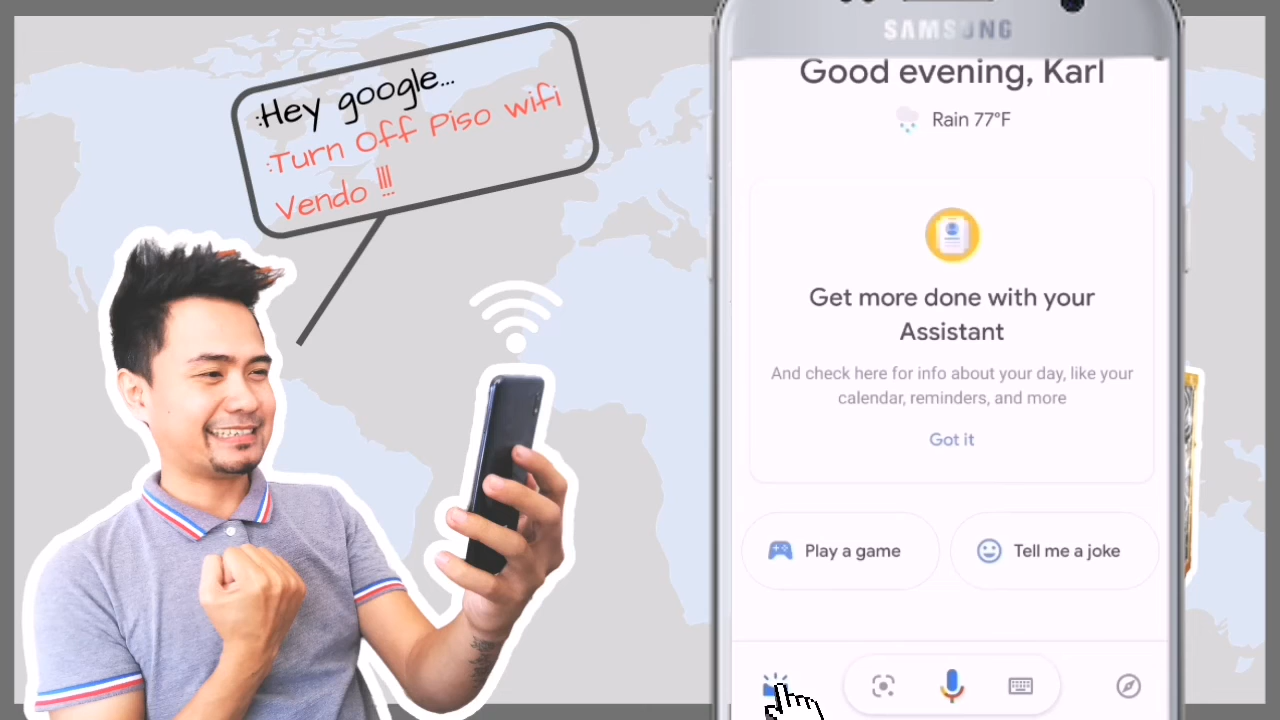 :Hey google...
:Turn Off Piso wifi
Vendo !!!
SAMSUNG
Good evening, Karl
Rain 77°F
Get more done with your
Assistant
And check here for info about your day, like your
calendar, reminders, and more
Got it
Play a game
Tell me a joke